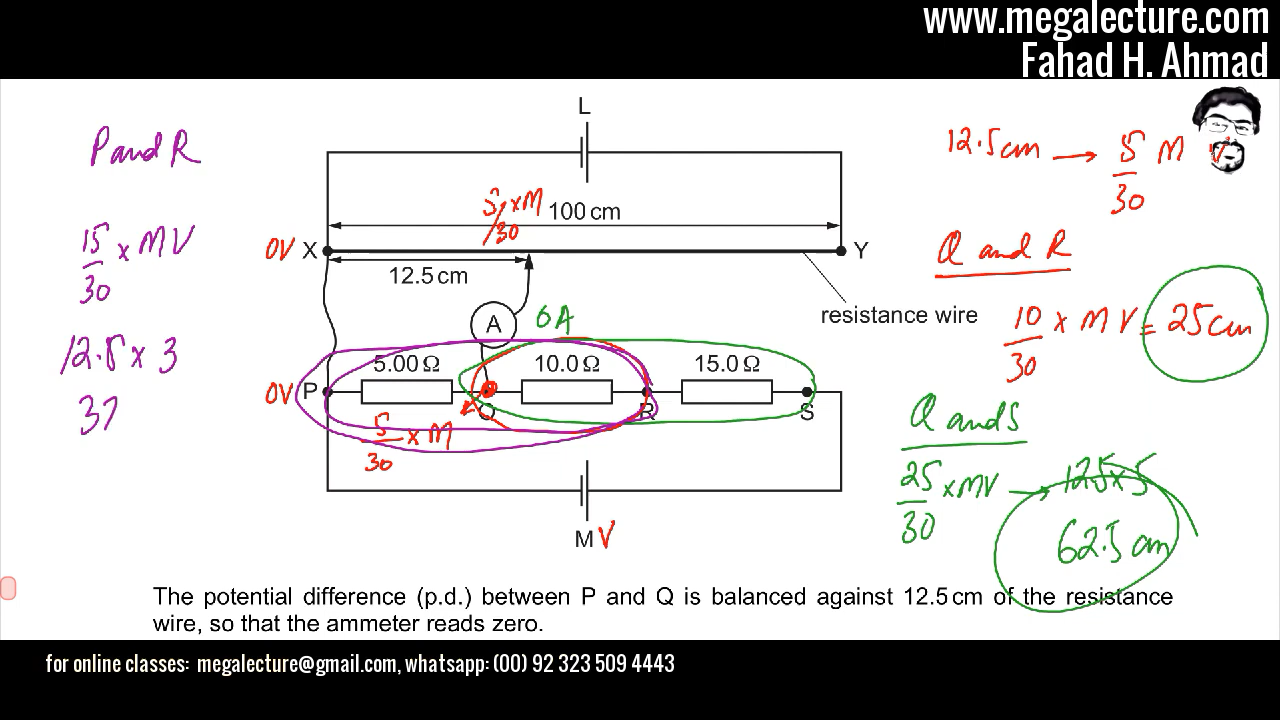 www.megalecture.com
Fahad H. Ahmad
L
P and R
12.5cm → 5/30 M V
5/30 × M
100 cm
15/30 × M V
0V X
Y
12.5 cm
Q and R
resistance wire
A
0A
10/30 × M V = 25cm
12.5 × 3
5.00 Ω
10.0 Ω
15.0 Ω
0V P
Q
R
S
37
5/30 × M
Q and S
25/30 × MV → 12.5 × 5
62.5 cm
M V
The potential difference (p.d.) between P and Q is balanced against 12.5 cm of the resistance
wire, so that the ammeter reads zero.
for online classes: megalecture@gmail.com, whatsapp: (00) 92 323 509 4443